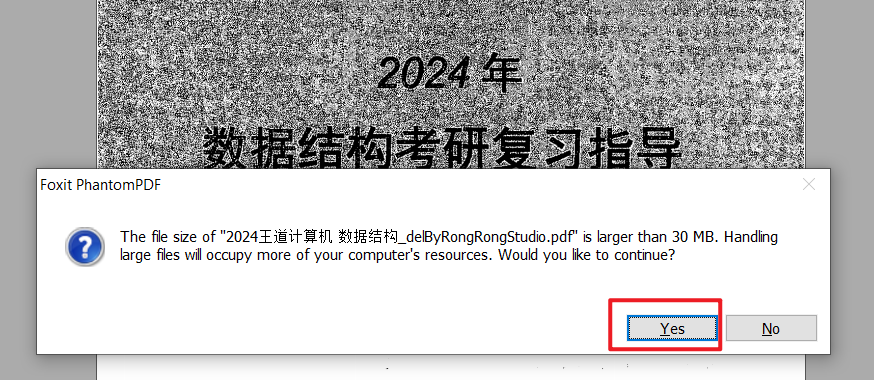 2024 年
数据结构考研复习指导
Foxit PhantomPDF
The file size of "2024王道计算机 数据结构_delByRongRongStudio.pdf" is larger than 30 MB. Handling
large files will occupy more of your computer's resources. Would you like to continue?
Yes No